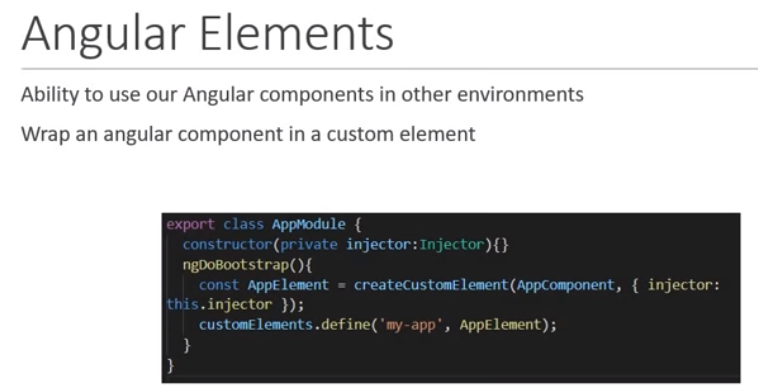 Angular Elements
Ability to use our Angular components in other environments
Wrap an angular component in a custom element
export class AppModule {
constructor(private injector:Injector){}
ngDoBootstrap(){
const AppElement = createCustomElement(AppComponent, { injector:
this.injector });
customElements.define('my-app', AppElement);
}
}